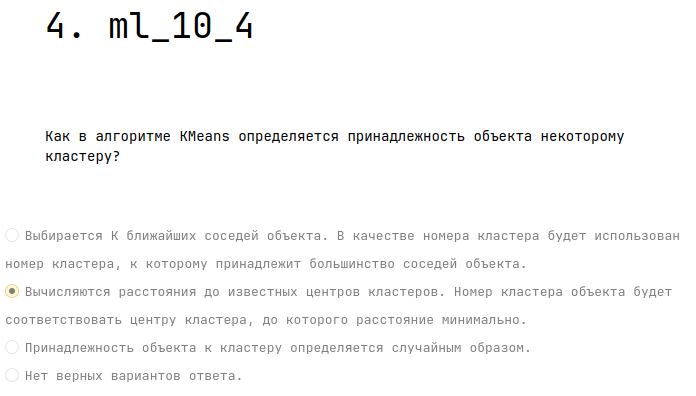 4. ml_10_4
Как в алгоритме KMeans определяется принадлежность объекта некоторому
кластеру?
Выбирается К ближайших соседей объекта. В качестве номера кластера будет использован
номер кластера, к которому принадлежит большинство соседей объекта.
Вычисляются расстояния до известных центров кластеров. Номер кластера объекта будет
соответствовать центру кластера, до которого расстояние минимально.
Принадлежность объекта к кластеру определяется случайным образом.
Нет верных вариантов ответа.